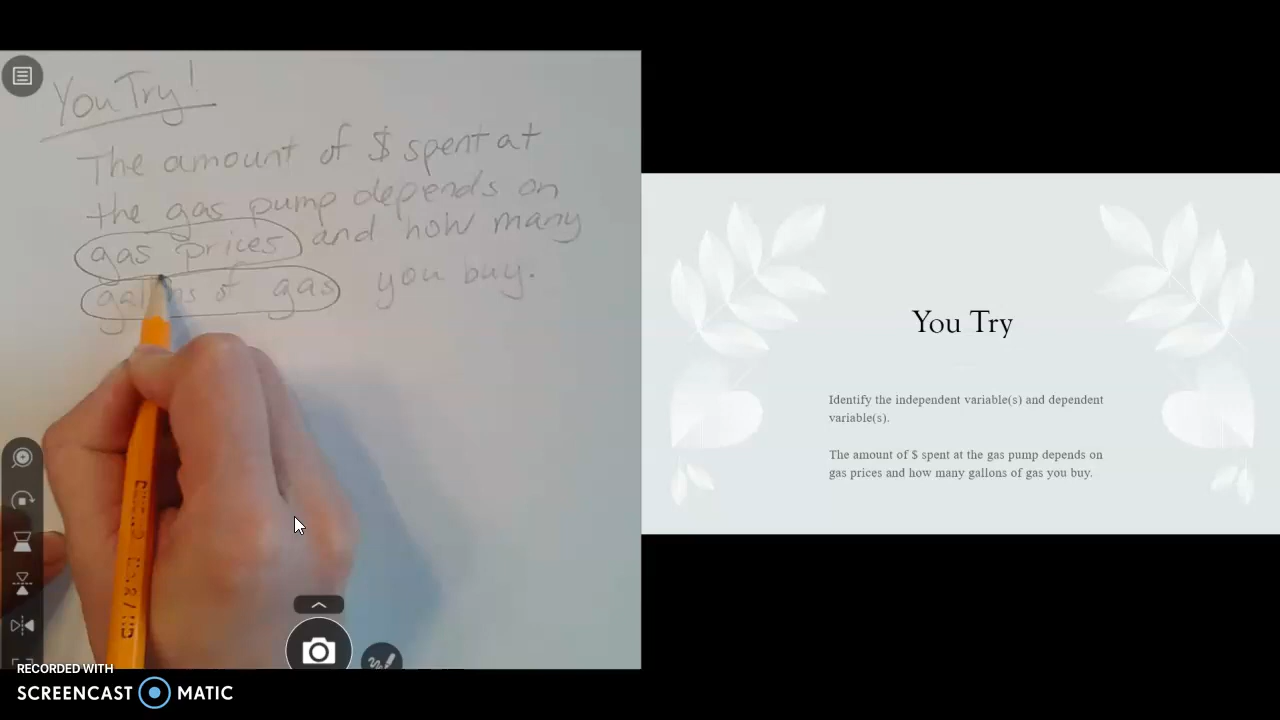 You Try!
The amount of $ spent at
the gas pump depends on
gas prices and how many
gallons of gas you buy.
You Try
Identify the independent variable(s) and dependent
variable(s).
The amount of $ spent at the gas pump depends on
gas prices and how many gallons of gas you buy.
RECORDED WITH
SCREENCAST MATIC